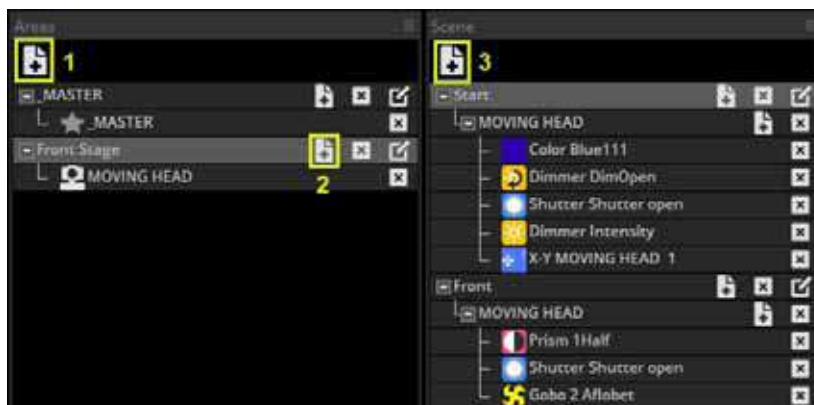 Areas
1
_MASTER
_MASTER
Front Stage
2
MOVING HEAD
Scene
3
Start
MOVING HEAD
Color Blue111
Dimmer DimOpen
Shutter Shutter open
Dimmer Intensity
X-Y MOVING HEAD 1
Front
MOVING HEAD
Prism 1Half
Shutter Shutter open
Gobo 2 Aflabet